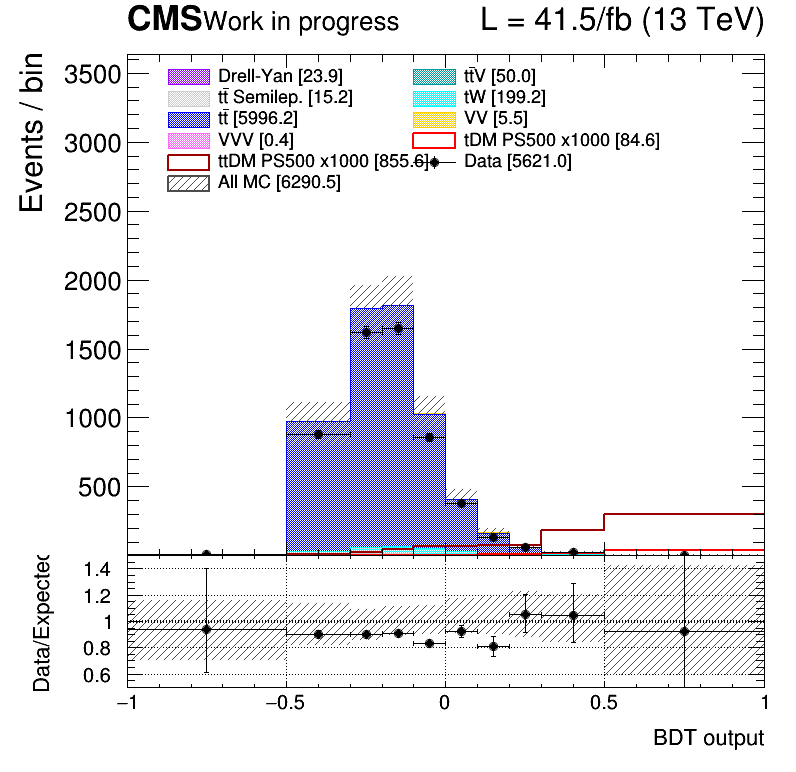 CMS Work in progress L = 41.5/fb (13 TeV)
Events / bin
3500
3000
2500
2000
1500
1000
500
Drell-Yan [23.9] tt̄V [50.0]
tt̄ Semilep. [15.2] tW [199.2]
tt̄ [5996.2] VV [5.5]
VVV [0.4] tDM PS500 x1000 [84.6]
ttDM PS500 x1000 [855.6] Data [5621.0]
All MC [6290.5]
Data/Expected
1.4
1.2
1
0.8
0.6
−1 −0.5 0 0.5 1
BDT output